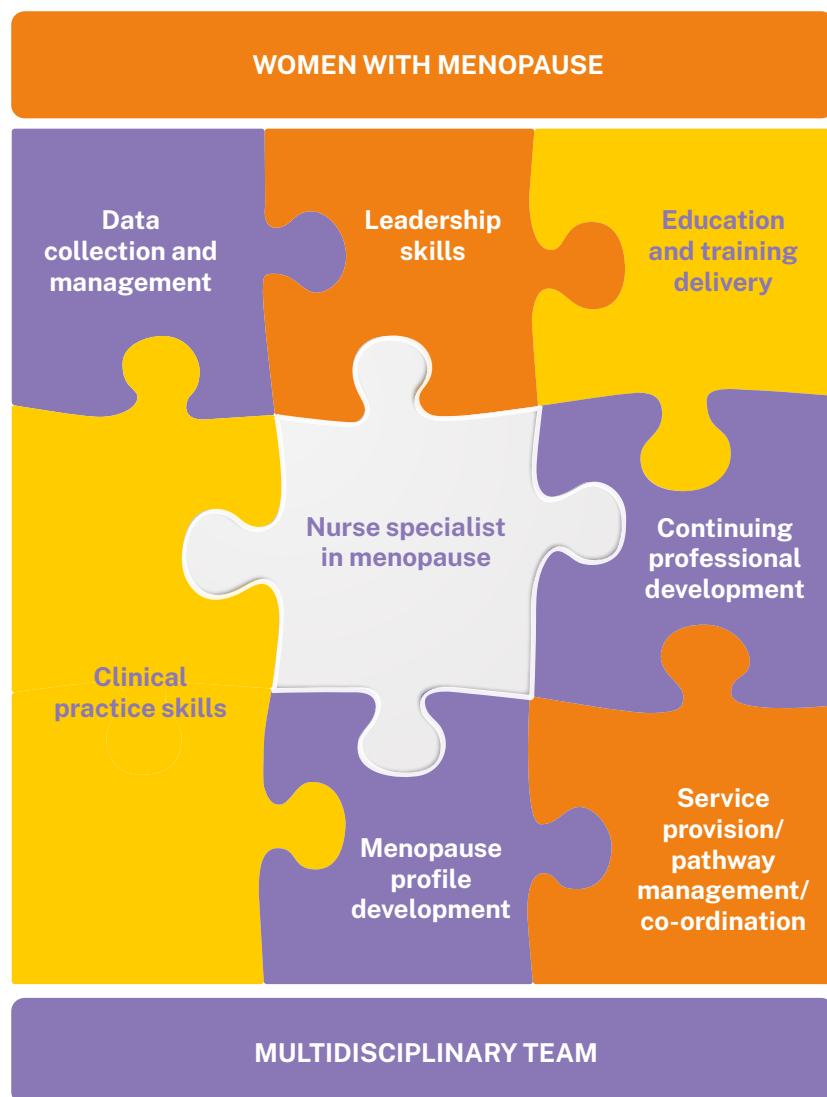 WOMEN WITH MENOPAUSE
Data
collection and
management
Leadership
skills
Education
and training
delivery
Nurse specialist
in menopause
Continuing
professional
development
Clinical
practice skills
Menopause
profile
development
Service
provision/
pathway
management/
co-ordination
MULTIDISCIPLINARY TEAM